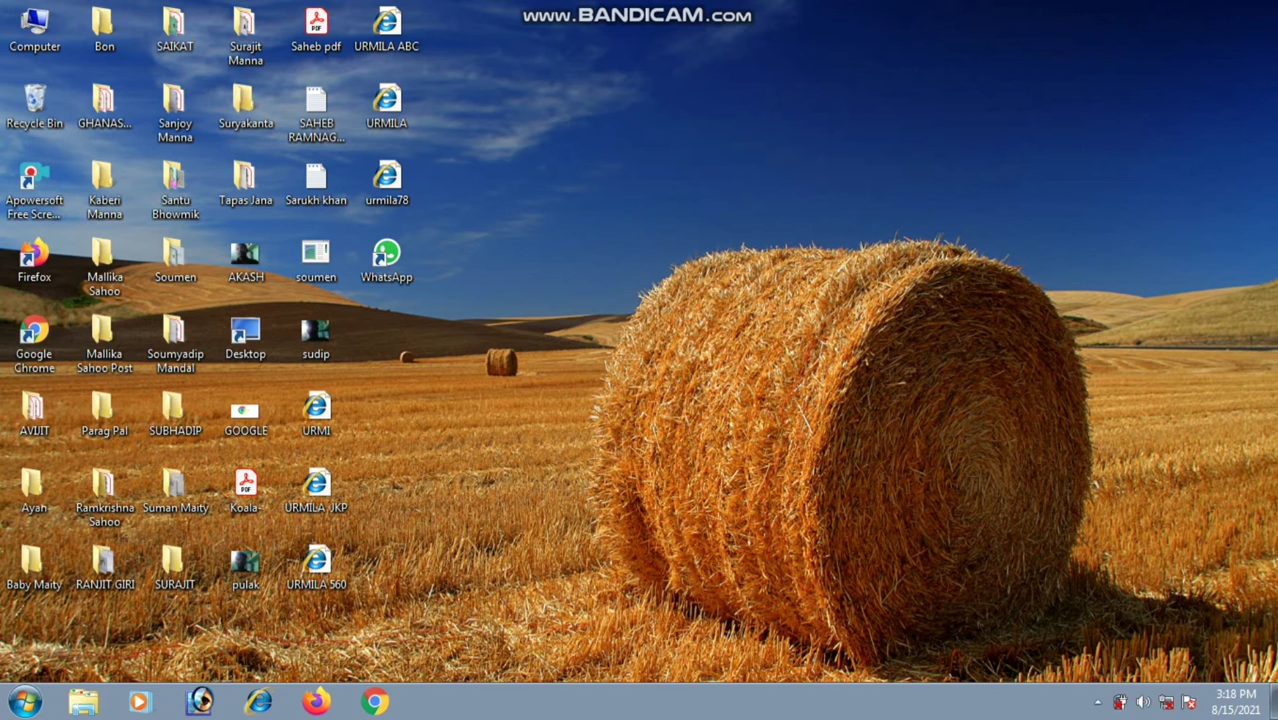 www.BANDICAM.com
Computer
Bon
SAIKAT
Surajit
Manna
Saheb pdf
URMILA ABC
Recycle Bin
GHANAS...
Sanjoy
Manna
Suryakanta
SAHEB
RAMNAG...
URMILA
Apowersoft
Free Scre...
Kaberi
Manna
Santu
Bhowmik
Tapas Jana
Sarukh khan
urmila78
Firefox
Mallika
Sahoo
Soumen
AKASH
soumen
WhatsApp
Google
Chrome
Mallika
Sahoo Post
Soumyadip
Mandal
Desktop
sudip
AVIJIT
Parag Pal
SUBHADIP
GOOGLE
URMI
Ayan
Ramkrishna
Sahoo
Suman Maity
PDF
Koala-
URMILA JKP
Baby Maity
RANJIT GIRI
SURAJIT
pulak
URMILA 560
3:18 PM
8/15/2021